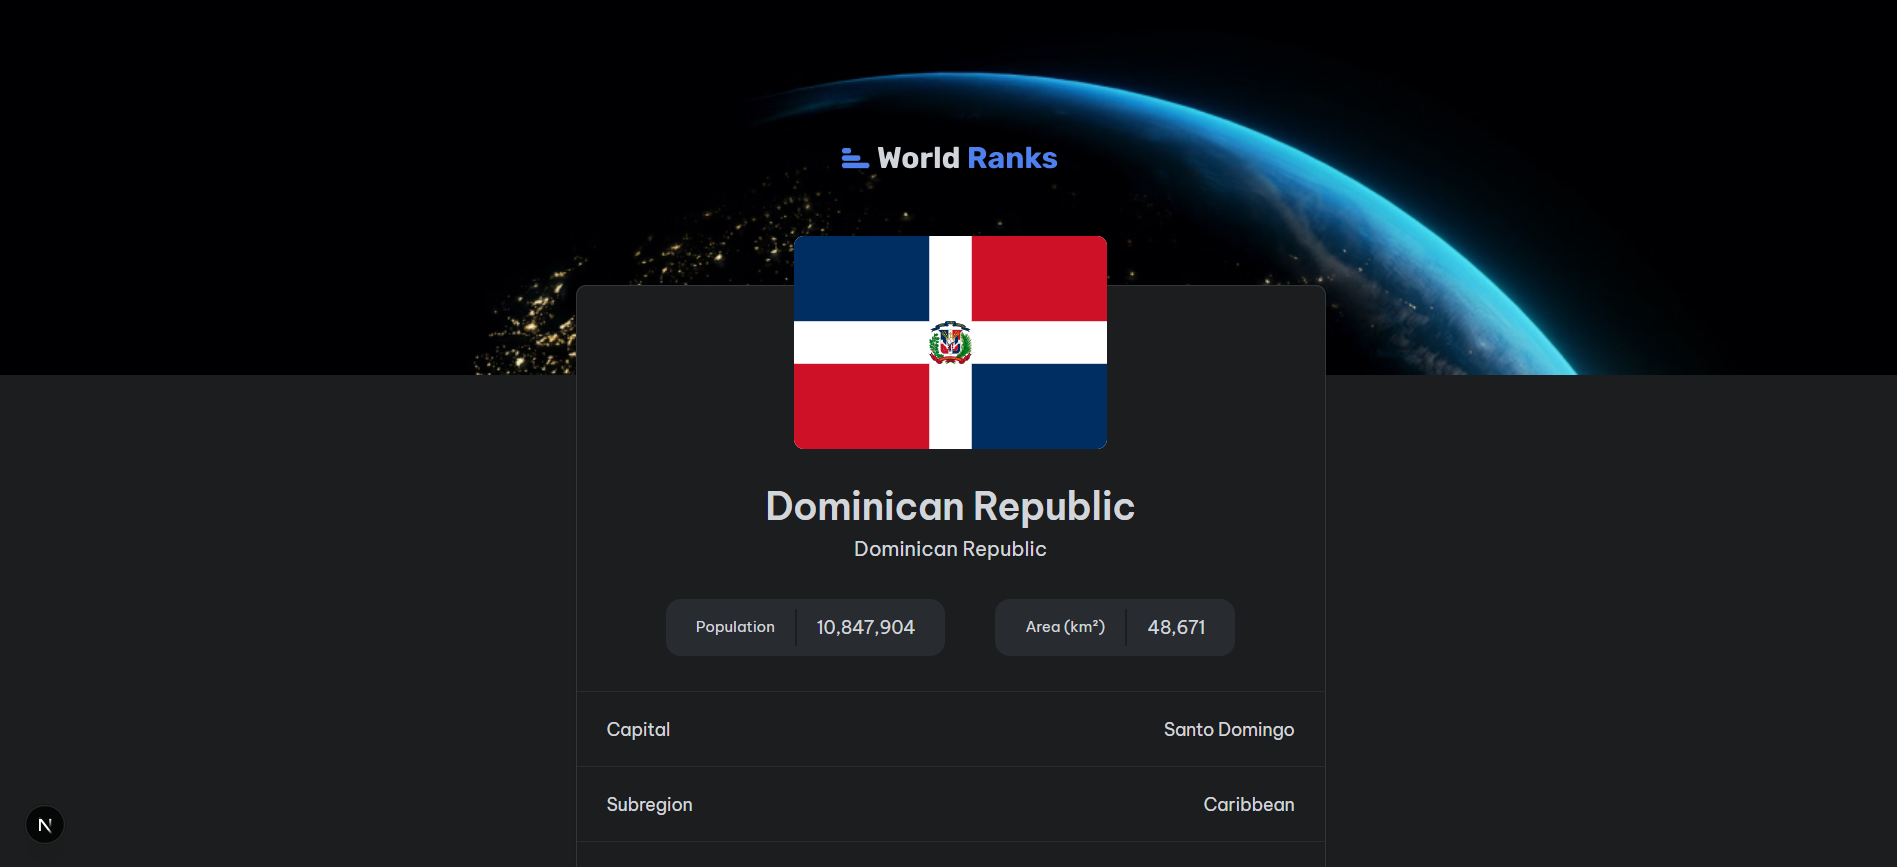 World Ranks
Dominican Republic
Dominican Republic
Population 10,847,904 Area (km²) 48,671
Capital Santo Domingo
Subregion Caribbean
N